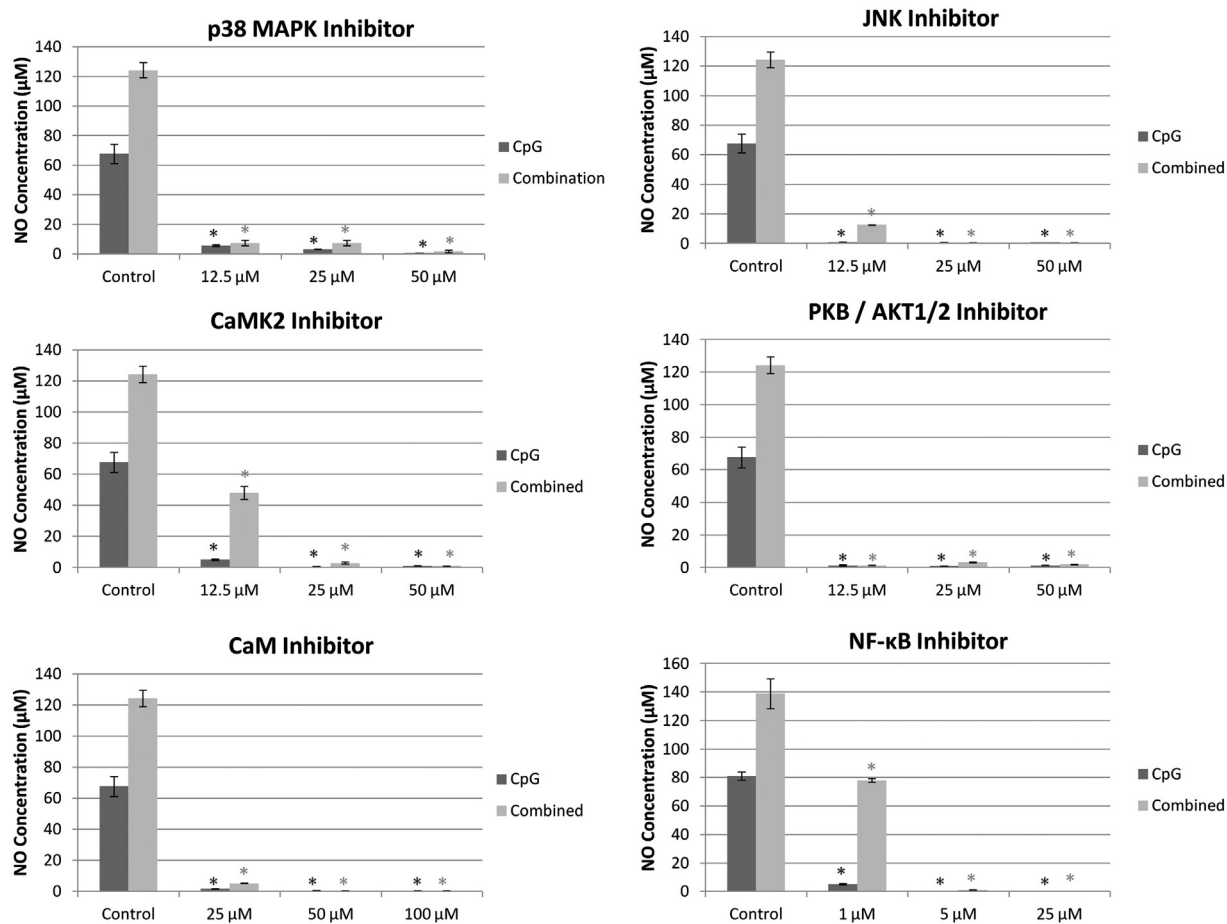 p38 MAPK Inhibitor
NO Concentration (µM)
140
120
100
80
60
40
20
0
* * * * * *
Control 12.5 µM 25 µM 50 µM
CpG
Combination
JNK Inhibitor
NO Concentration (µM)
140
120
100
80
60
40
20
0
* * * * * *
Control 12.5 µM 25 µM 50 µM
CpG
Combined
CaMK2 Inhibitor
NO Concentration (µM)
140
120
100
80
60
40
20
0
* * * * * *
Control 12.5 µM 25 µM 50 µM
CpG
Combined
PKB / AKT1/2 Inhibitor
NO Concentration (µM)
140
120
100
80
60
40
20
0
* * * * * *
Control 12.5 µM 25 µM 50 µM
CpG
Combined
CaM Inhibitor
NO Concentration (µM)
140
120
100
80
60
40
20
0
* * * * * *
Control 25 µM 50 µM 100 µM
CpG
Combined
NF-κB Inhibitor
NO Concentration (µM)
160
140
120
100
80
60
40
20
0
* * * * * *
Control 1 µM 5 µM 25 µM
CpG
Combined